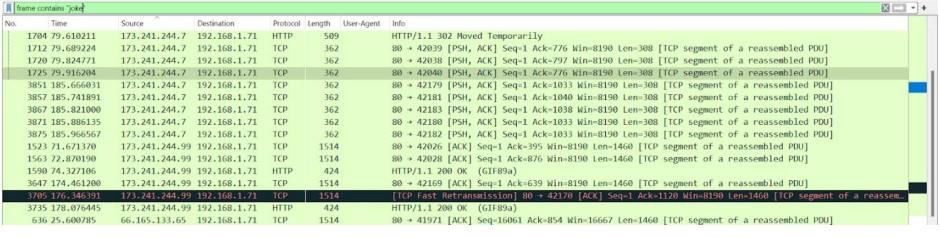 frame contains "joke"
No. Time Source Destination Protocol Length User-Agent Info
1704 79.610211 173.241.244.7 192.168.1.71 HTTP 509 HTTP/1.1 302 Moved Temporarily
1712 79.689224 173.241.244.7 192.168.1.71 TCP 362 80 → 42039 [PSH, ACK] Seq=1 Ack=776 Win=8190 Len=308 [TCP segment of a reassembled PDU]
1720 79.824771 173.241.244.7 192.168.1.71 TCP 362 80 → 42038 [PSH, ACK] Seq=1 Ack=797 Win=8190 Len=308 [TCP segment of a reassembled PDU]
1725 79.916204 173.241.244.7 192.168.1.71 TCP 362 80 → 42040 [PSH, ACK] Seq=1 Ack=776 Win=8190 Len=308 [TCP segment of a reassembled PDU]
3851 185.666031 173.241.244.7 192.168.1.71 TCP 362 80 → 42179 [PSH, ACK] Seq=1 Ack=1033 Win=8190 Len=308 [TCP segment of a reassembled PDU]
3857 185.741891 173.241.244.7 192.168.1.71 TCP 362 80 → 42181 [PSH, ACK] Seq=1 Ack=1040 Win=8190 Len=308 [TCP segment of a reassembled PDU]
3867 185.821000 173.241.244.7 192.168.1.71 TCP 362 80 → 42183 [PSH, ACK] Seq=1 Ack=1038 Win=8190 Len=308 [TCP segment of a reassembled PDU]
3871 185.886135 173.241.244.7 192.168.1.71 TCP 362 80 → 42180 [PSH, ACK] Seq=1 Ack=1033 Win=8190 Len=308 [TCP segment of a reassembled PDU]
3875 185.966567 173.241.244.7 192.168.1.71 TCP 362 80 → 42182 [PSH, ACK] Seq=1 Ack=1033 Win=8190 Len=308 [TCP segment of a reassembled PDU]
1523 71.671370 173.241.244.99 192.168.1.71 TCP 1514 80 → 42026 [ACK] Seq=1 Ack=395 Win=8190 Len=1460 [TCP segment of a reassembled PDU]
1563 72.870190 173.241.244.99 192.168.1.71 TCP 1514 80 → 42028 [ACK] Seq=1 Ack=876 Win=8190 Len=1460 [TCP segment of a reassembled PDU]
1590 74.327106 173.241.244.99 192.168.1.71 HTTP 424 HTTP/1.1 200 OK (GIF89a)
3647 174.461200 173.241.244.99 192.168.1.71 TCP 1514 80 → 42169 [ACK] Seq=1 Ack=639 Win=8190 Len=1460 [TCP segment of a reassembled PDU]
3705 176.346391 173.241.244.99 192.168.1.71 TCP 1514 [TCP Fast Retransmission] 80 → 42170 [ACK] Seq=1 Ack=1120 Win=8190 Len=1460 [TCP segment of a reassem…
3735 178.076445 173.241.244.99 192.168.1.71 HTTP 424 HTTP/1.1 200 OK (GIF89a)
636 25.600785 66.165.133.65 192.168.1.71 TCP 1514 80 → 41971 [ACK] Seq=16061 Ack=854 Win=16667 Len=1460 [TCP segment of a reassembled PDU]